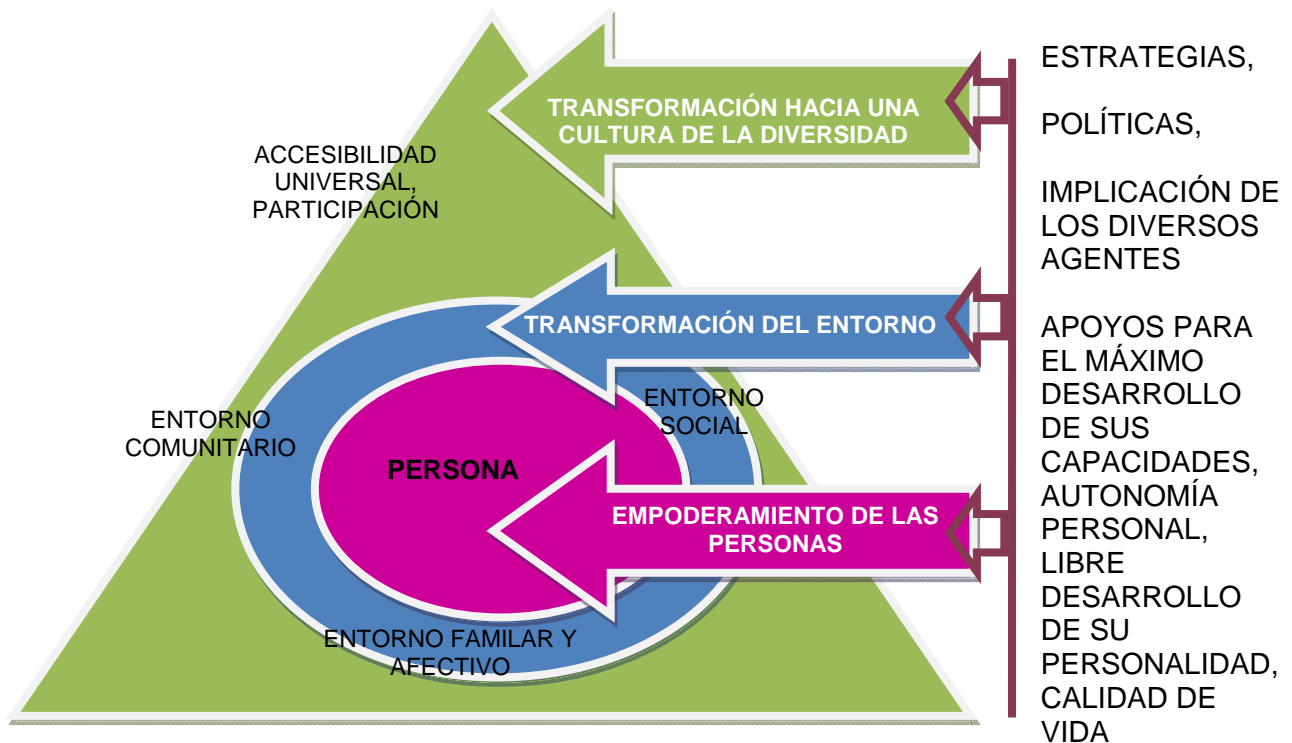 TRANSFORMACIÓN HACIA UNA
CULTURA DE LA DIVERSIDAD
ACCESIBILIDAD
UNIVERSAL,
PARTICIPACIÓN
TRANSFORMACIÓN DEL ENTORNO
ENTORNO
COMUNITARIO
ENTORNO
SOCIAL
PERSONA
EMPODERAMIENTO DE LAS
PERSONAS
ENTORNO FAMILAR Y
AFECTIVO
ESTRATEGIAS,
POLÍTICAS,
IMPLICACIÓN DE
LOS DIVERSOS
AGENTES
APOYOS PARA
EL MÁXIMO
DESARROLLO
DE SUS
CAPACIDADES,
AUTONOMÍA
PERSONAL,
LIBRE
DESARROLLO
DE SU
PERSONALIDAD,
CALIDAD DE
VIDA